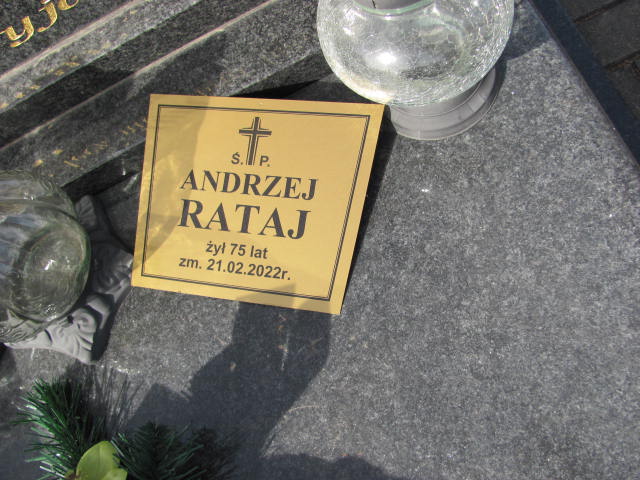 Ś. P.
ANDRZEJ
RATAJ
żył 75 lat
zm. 21.02.2022r.